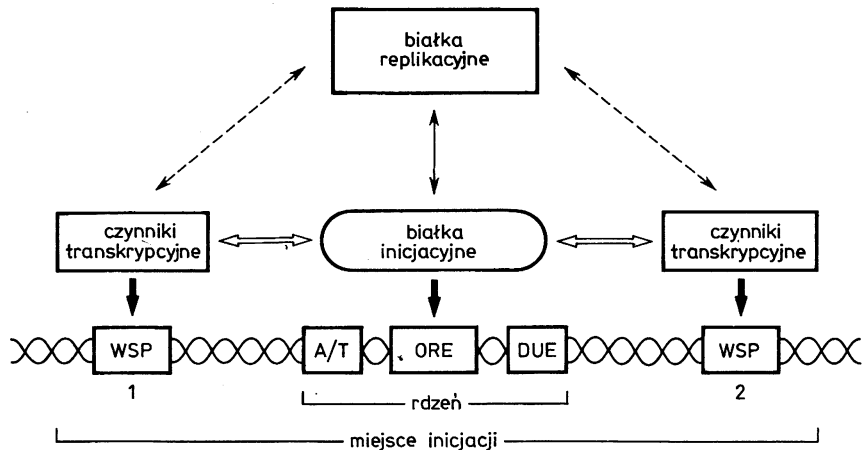 białka
replikacyjne
czynniki
transkrypcyjne
białka
inicjacyjne
czynniki
transkrypcyjne
WSP
A/T
ORE
DUE
WSP
1
2
rdzeń
miejsce inicjacji